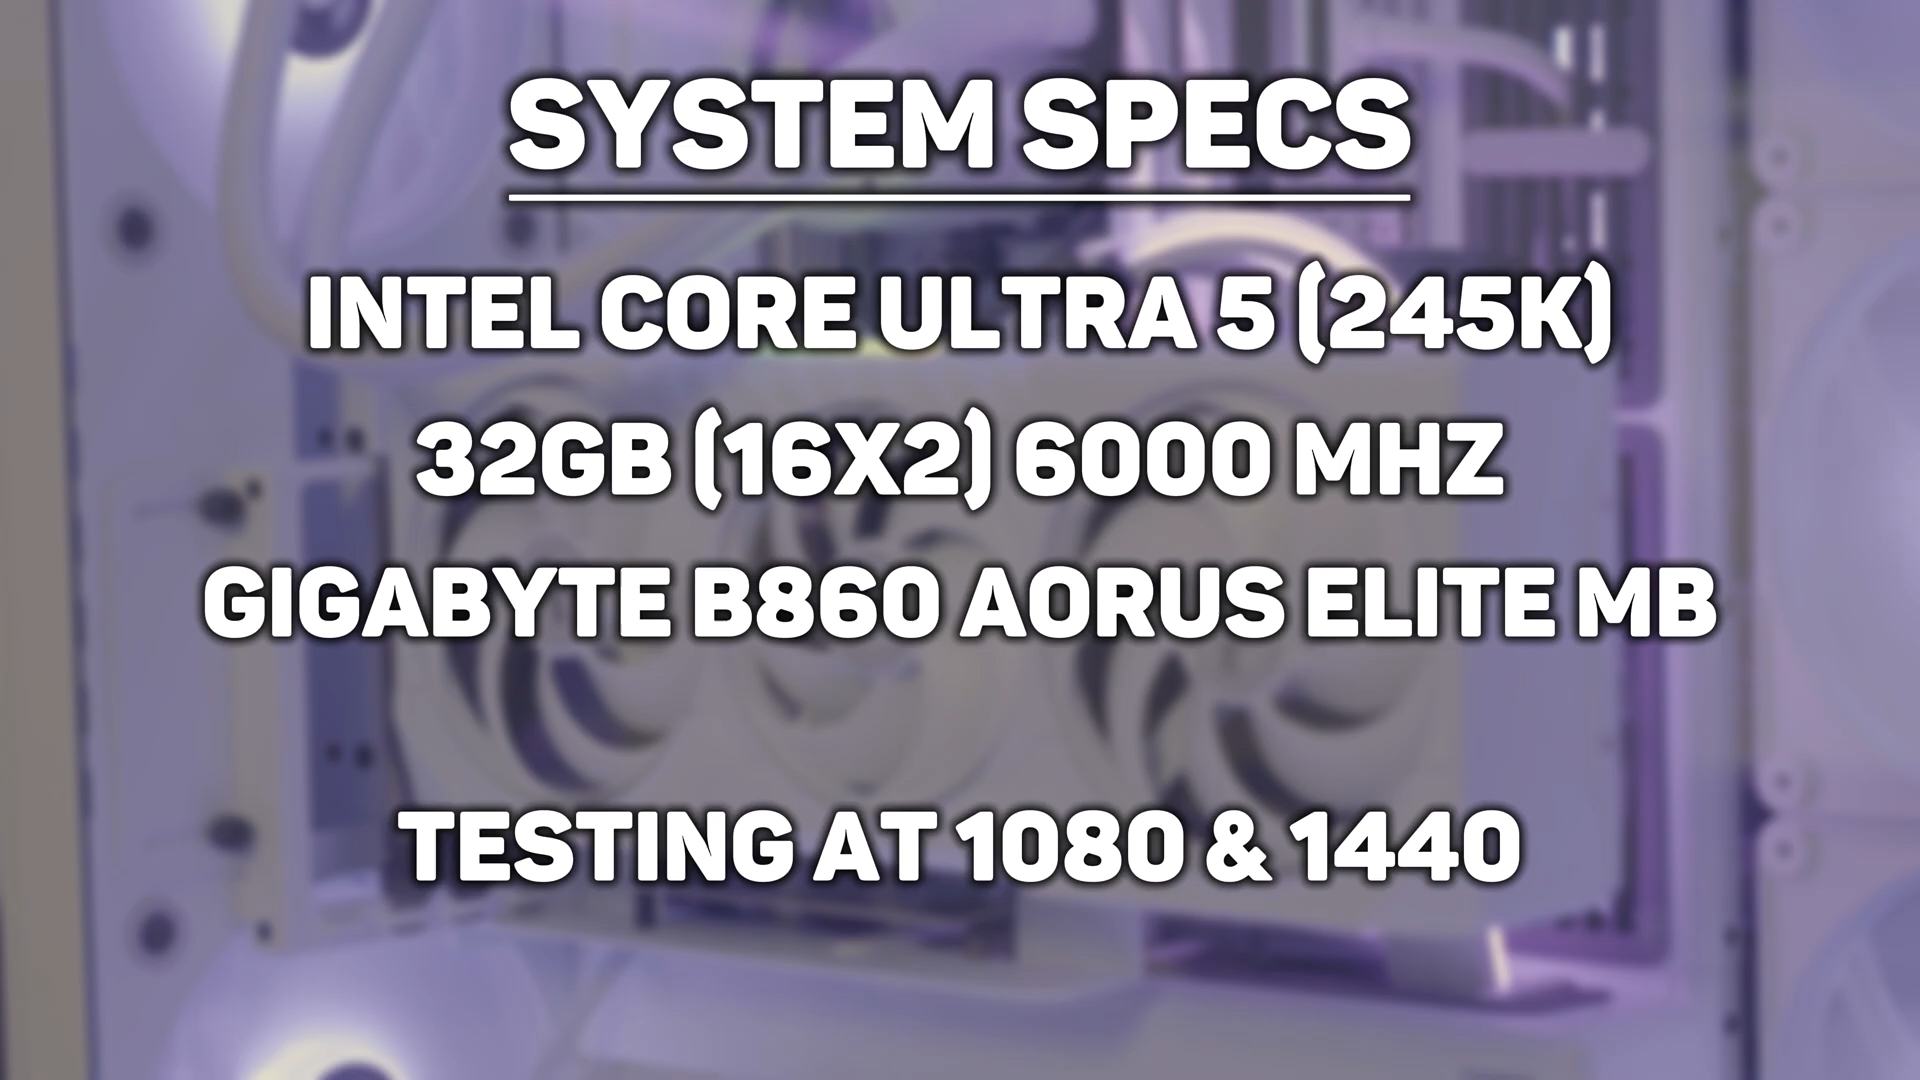 SYSTEM SPECS
INTEL CORE ULTRA 5 (245K)
32GB (16X2) 6000 MHZ
GIGABYTE B860 AORUS ELITE MB
TESTING AT 1080 & 1440